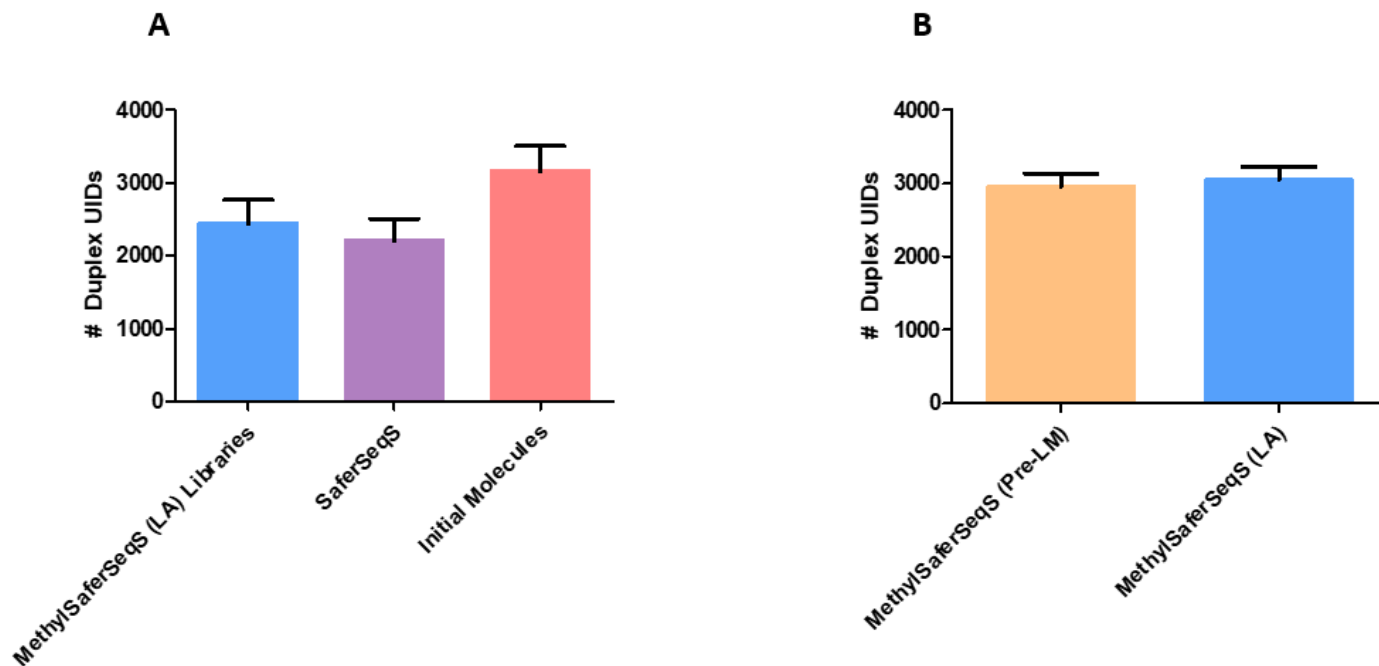 A
# Duplex UIDs
4000
3000
2000
1000
0
MethylSaferSeqS (LA) Libraries
SaferSeqS
Initial Molecules
B
# Duplex UIDs
4000
3000
2000
1000
0
MethylSaferSeqS (Pre-LM)
MethylSaferSeqS (LA)